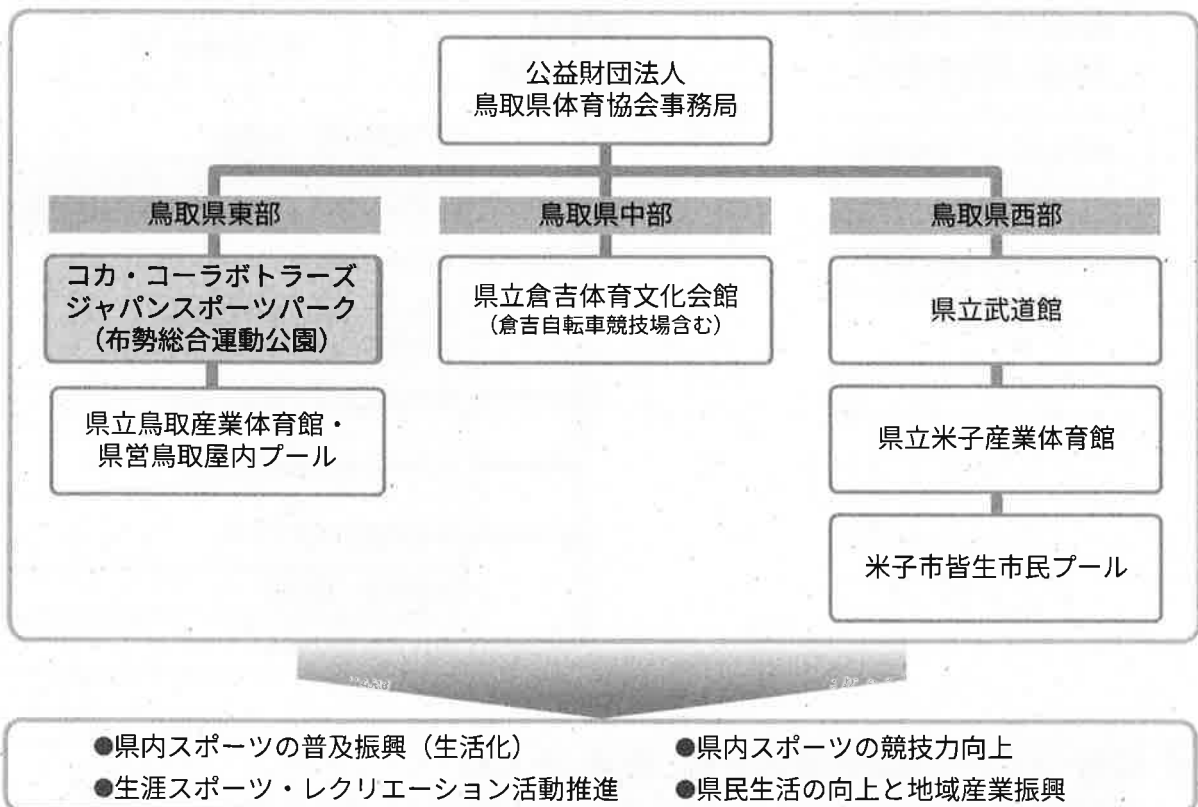 公益財団法人
鳥取県体育協会事務局
鳥取県東部
鳥取県中部
鳥取県西部
コカ・コーラボトラーズ
ジャパンスポーツパーク
（布勢総合運動公園）
県立倉吉体育文化会館
（倉吉自転車競技場含む）
県立武道館
県立鳥取産業体育館・
県営鳥取屋内プール
県立米子産業体育館
米子市皆生市民プール
●県内スポーツの普及振興（生活化）
●県内スポーツの競技力向上
●生涯スポーツ・レクリエーション活動推進
●県民生活の向上と地域産業振興